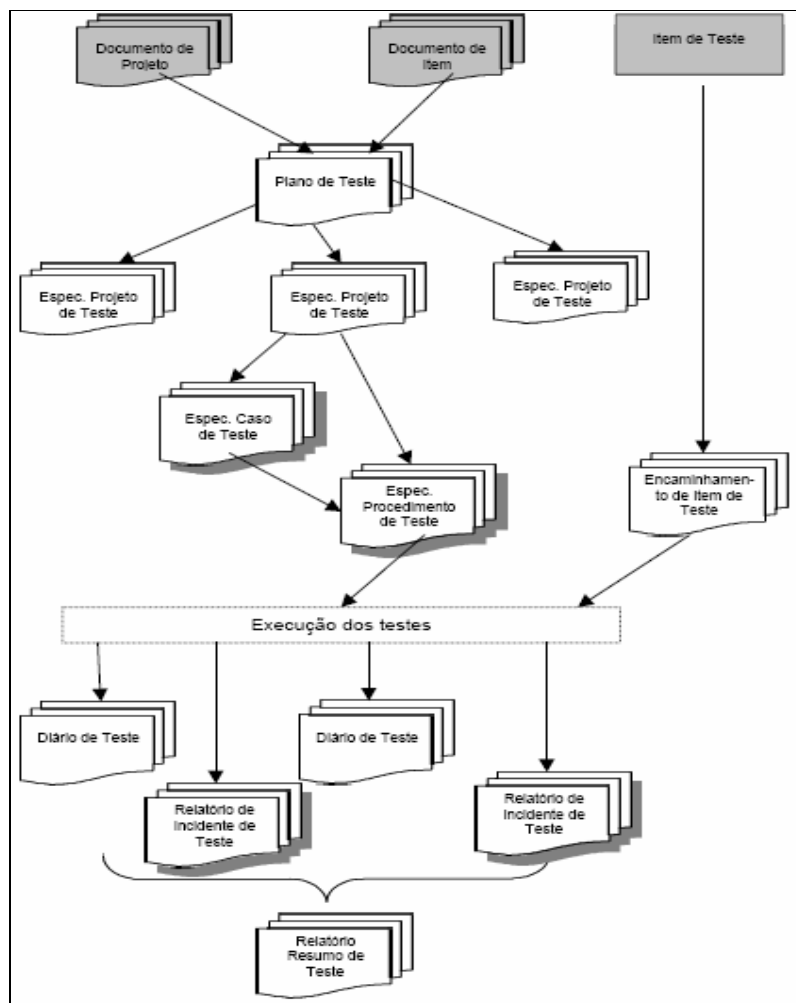 Documento de
Projeto
Documento de
Item
Item de Teste
Plano de Teste
Espec. Projeto
de Teste
Espec. Projeto
de Teste
Espec. Projeto
de Teste
Espec. Caso
de Teste
Espec.
Procedimento
de Teste
Encaminhamen-
to de Item de
Teste
Execução dos testes
Diário de Teste
Diário de Teste
Relatório de
Incidente de
Teste
Relatório de
Incidente de
Teste
Relatório
Resumo de
Teste